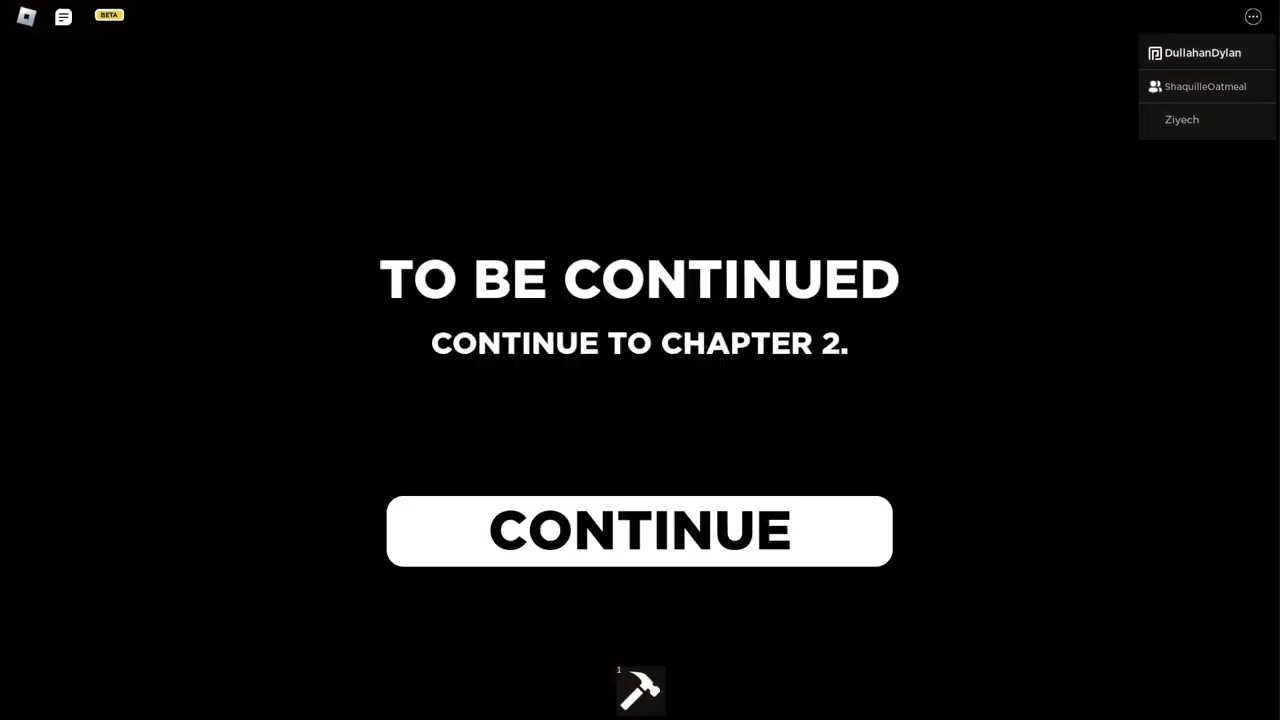 BETA
DullahanDylan
ShaquilleOatmeal
Ziyech
TO BE CONTINUED
CONTINUE TO CHAPTER 2.
CONTINUE
1